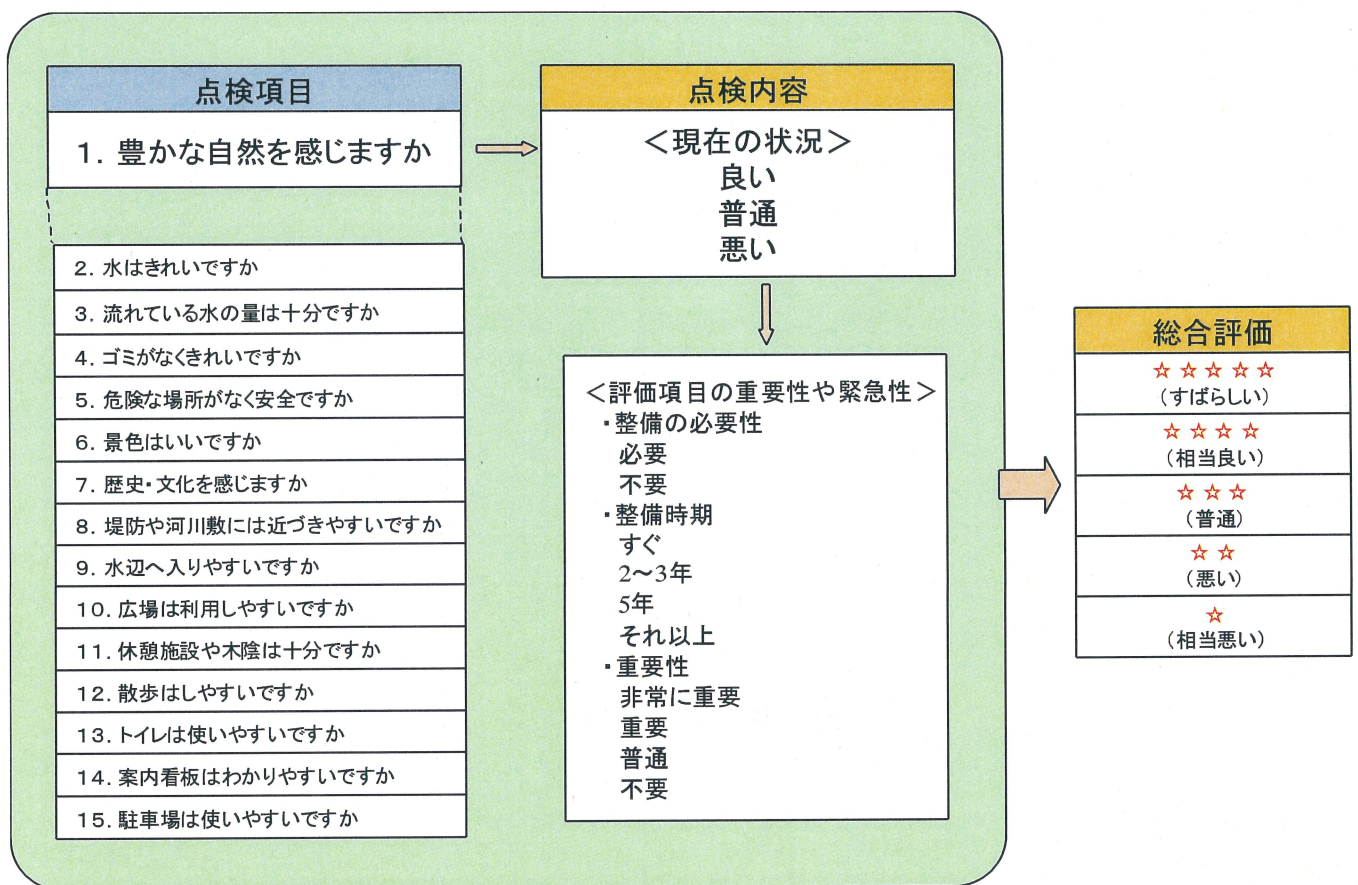 点検項目
1. 豊かな自然を感じますか
2. 水はきれいですか
3. 流れている水の量は十分ですか
4. ゴミがなくきれいですか
5. 危険な場所がなく安全ですか
6. 景色はいいですか
7. 歴史・文化を感じますか
8. 堤防や河川敷には近づきやすいですか
9. 水辺へ入りやすいですか
10. 広場は利用しやすいですか
11. 休憩施設や木陰は十分ですか
12. 散歩はしやすいですか
13. トイレは使いやすいですか
14. 案内看板はわかりやすいですか
15. 駐車場は使いやすいですか
点検内容
＜現在の状況＞
良い
普通
悪い
＜評価項目の重要性や緊急性＞
・整備の必要性
必要
不要
・整備時期
すぐ
2～3年
5年
それ以上
・重要性
非常に重要
重要
普通
不要
総合評価
☆☆☆☆☆
(すばらしい)
☆☆☆☆
(相当良い)
☆☆☆
(普通)
☆☆
(悪い)
☆
(相当悪い)